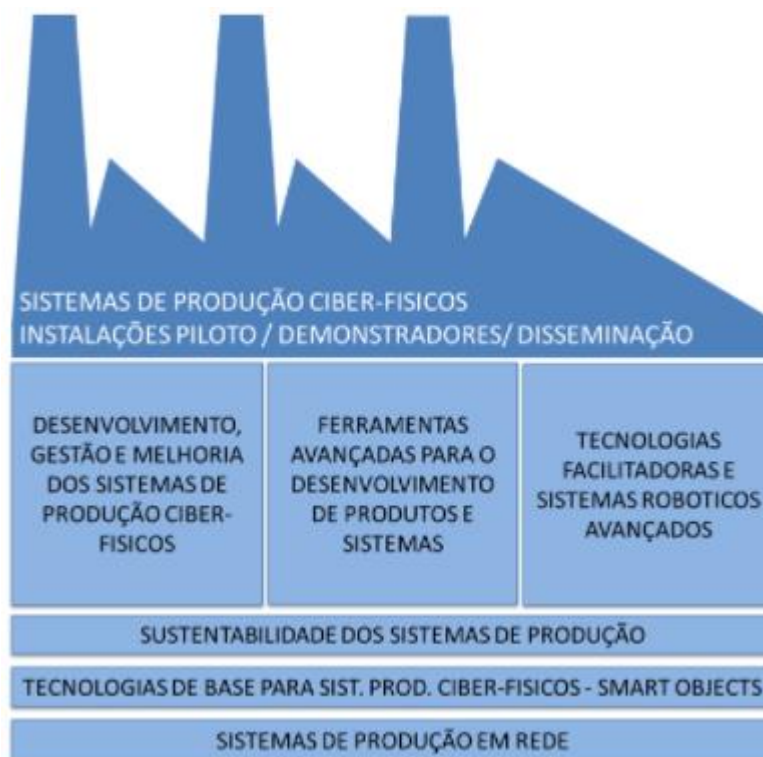 SISTEMAS DE PRODUÇÃO CIBER-FISICOS
INSTALAÇÕES PILOTO / DEMONSTRADORES/ DISSEMINAÇÃO
DESENVOLVIMENTO,
GESTÃO E MELHORIA
DOS SISTEMAS DE
PRODUÇÃO CIBER-
FISICOS
FERRAMENTAS
AVANÇADAS PARA O
DESENVOLVIMENTO
DE PRODUTOS E
SISTEMAS
TECNOLOGIAS
FACILITADORAS E
SISTEMAS ROBOTICOS
AVANÇADOS
SUSTENTABILIDADE DOS SISTEMAS DE PRODUÇÃO
TECNOLOGIAS DE BASE PARA SIST. PROD. CIBER-FISICOS - SMART OBJECTS
SISTEMAS DE PRODUÇÃO EM REDE